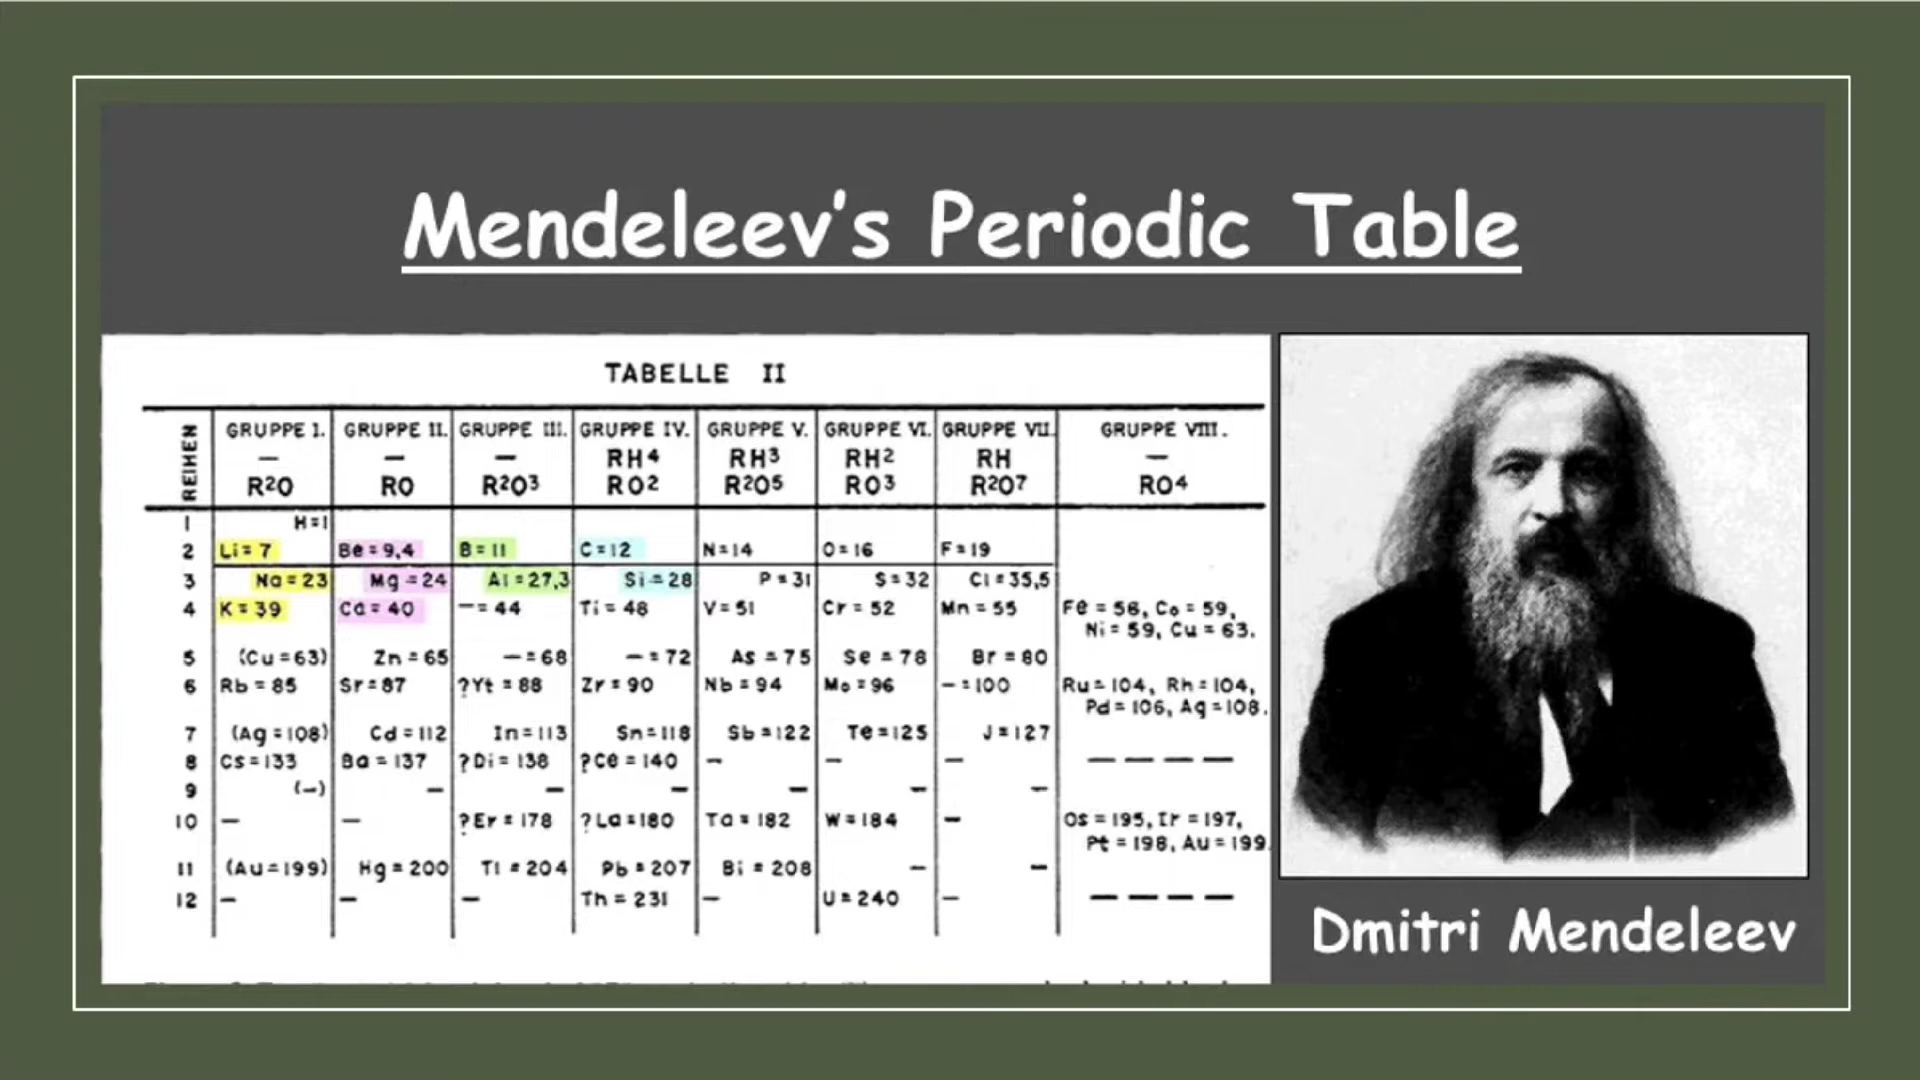 Mendeleev's Periodic Table
TABELLE II
REIHEN
GRUPPE I. GRUPPE II. GRUPPE III. GRUPPE IV. GRUPPE V. GRUPPE VI. GRUPPE VII. GRUPPE VIII.
— — — RH⁴ RH³ RH² RH —
R²O RO R²O³ RO² R²O⁵ RO³ R²O⁷ RO⁴
1 H=1
2 Li=7 Be=9,4 B=11 C=12 N=14 O=16 F=19
3 Na=23 Mg=24 Al=27,3 Si=28 P=31 S=32 Cl=35,5
4 K=39 Ca=40 —=44 Ti=48 V=51 Cr=52 Mn=55 Fe=56, Co=59,
Ni=59, Cu=63.
5 (Cu=63) Zn=65 —=68 —=72 As=75 Se=78 Br=80
6 Rb=85 Sr=87 ?Yt=88 Zr=90 Nb=94 Mo=96 —=100 Ru=104, Rh=104,
Pd=106, Ag=108.
7 (Ag=108) Cd=112 In=113 Sn=118 Sb=122 Te=125 J=127
8 Cs=133 Ba=137 ?Di=138 ?Ce=140 — — — — — — —
9 (—) — — — — — —
10 — — ?Er=178 ?La=180 Ta=182 W=184 — Os=195, Ir=197,
Pt=198, Au=199.
11 (Au=199) Hg=200 Tl=204 Pb=207 Bi=208 — —
12 — — — Th=231 — U=240 — — — — —
Dmitri Mendeleev